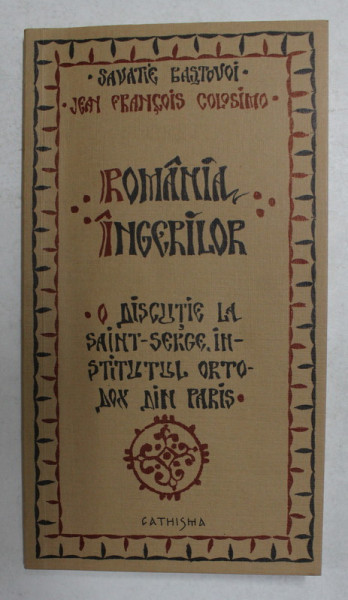 · SAVATIE BAȘTOVOI ·
· JEAN FRANÇOIS COLOSIMO ·
ROMÂNIA
ÎNGERILOR
· O DISCUȚIE LA
SAINT-SERGE, IN-
STITUTUL ORTO-
DOX DIN PARIS ·
CATHISMA